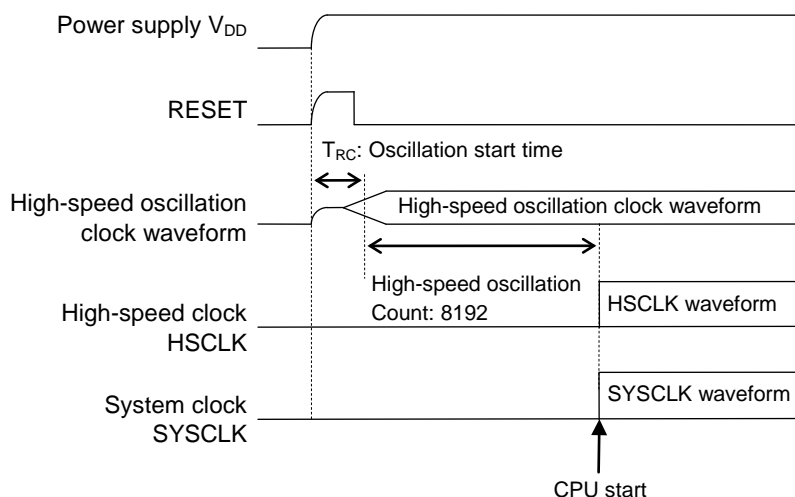 Power supply VDD
RESET
TRC: Oscillation start time
High-speed oscillation
clock waveform
High-speed oscillation clock waveform
High-speed oscillation
Count: 8192
High-speed clock
HSCLK
HSCLK waveform
System clock
SYSCLK
SYSCLK waveform
CPU start